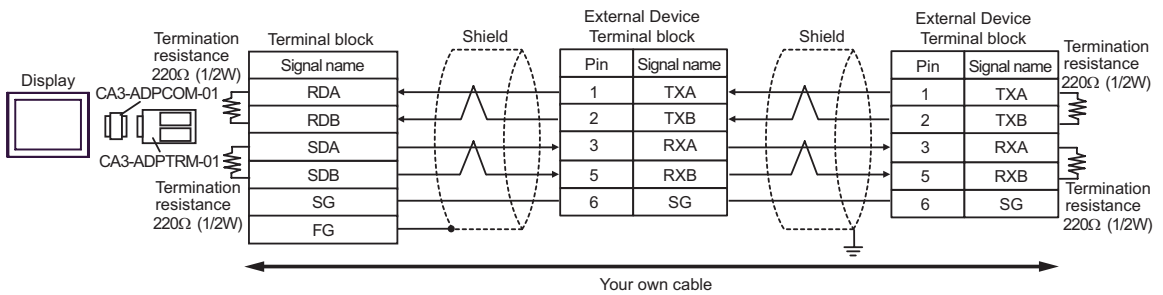 Display
Termination
resistance
220Ω (1/2W)
CA3-ADPCOM-01
CA3-ADPTRM-01
Termination
resistance
220Ω (1/2W)
Terminal block
Signal name
RDA
RDB
SDA
SDB
SG
FG
Shield
External Device
Terminal block
Pin Signal name
1 TXA
2 TXB
3 RXA
5 RXB
6 SG
Shield
External Device
Terminal block
Pin Signal name
1 TXA
2 TXB
3 RXA
5 RXB
6 SG
Termination
resistance
220Ω (1/2W)
Termination
resistance
220Ω (1/2W)
Your own cable